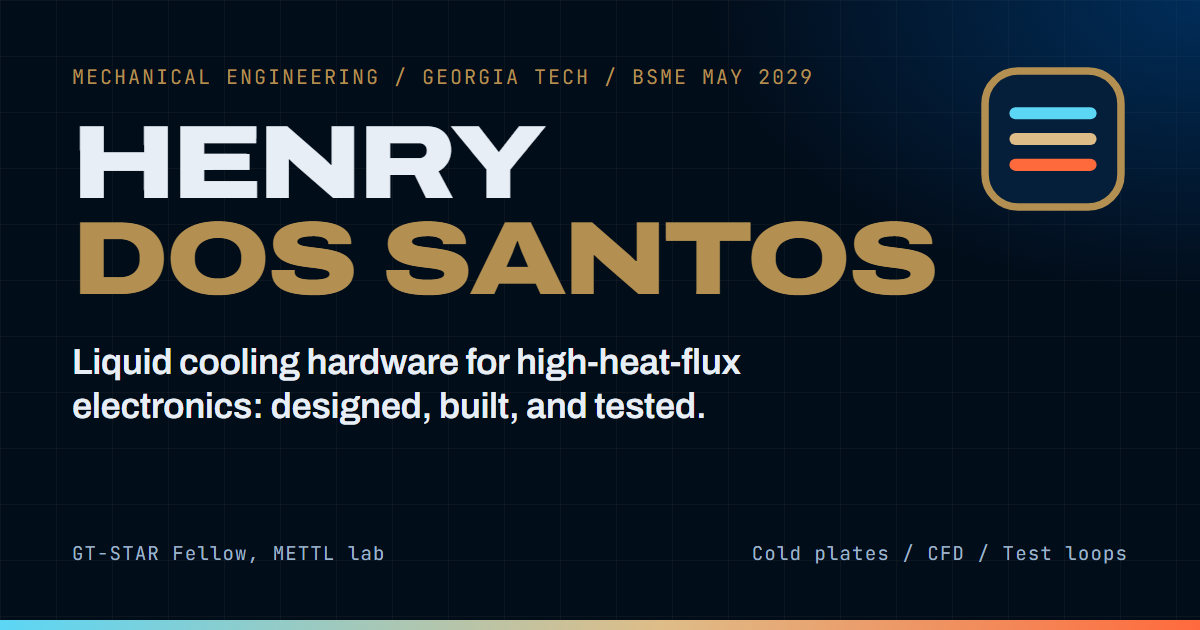 MECHANICAL ENGINEERING / GEORGIA TECH / BSME MAY 2029
HENRY
DOS SANTOS
Liquid cooling hardware for high-heat-flux
electronics: designed, built, and tested.
GT-STAR Fellow, METTL lab
Cold plates / CFD / Test loops